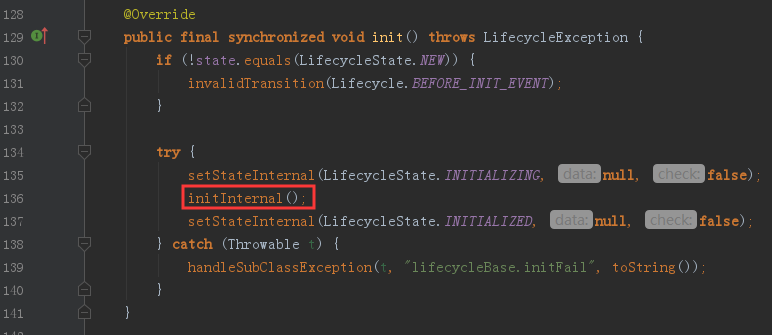 128 @Override
129 public final synchronized void init() throws LifecycleException {
130 if (!state.equals(LifecycleState.NEW)) {
131 invalidTransition(Lifecycle.BEFORE_INIT_EVENT);
132 }
133
134 try {
135 setStateInternal(LifecycleState.INITIALIZING, data: null, check: false);
136 initInternal();
137 setStateInternal(LifecycleState.INITIALIZED, data: null, check: false);
138 } catch (Throwable t) {
139 handleSubClassException(t, "lifecycleBase.initFail", toString());
140 }
141 }